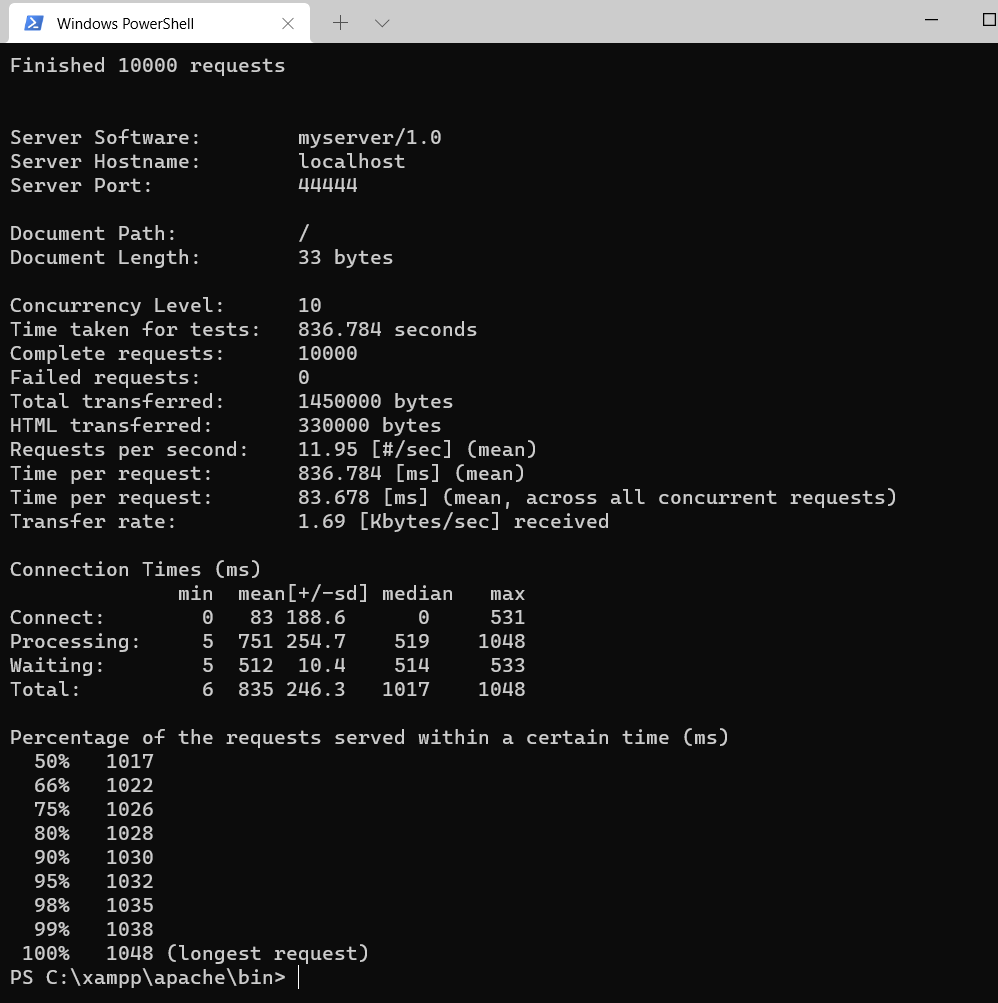 Windows PowerShell
Finished 10000 requests
Server Software:        myserver/1.0
Server Hostname:        localhost
Server Port:            44444
Document Path:          /
Document Length:        33 bytes
Concurrency Level:      10
Time taken for tests:   836.784 seconds
Complete requests:      10000
Failed requests:        0
Total transferred:      1450000 bytes
HTML transferred:       330000 bytes
Requests per second:    11.95 [#/sec] (mean)
Time per request:       836.784 [ms] (mean)
Time per request:       83.678 [ms] (mean, across all concurrent requests)
Transfer rate:          1.69 [Kbytes/sec] received
Connection Times (ms)
              min  mean[+/-sd] median   max
Connect:        0   83 188.6      0     531
Processing:     5  751 254.7    519    1048
Waiting:        5  512  10.4    514     533
Total:          6  835 246.3   1017    1048
Percentage of the requests served within a certain time (ms)
  50%   1017
  66%   1022
  75%   1026
  80%   1028
  90%   1030
  95%   1032
  98%   1035
  99%   1038
 100%   1048 (longest request)
PS C:\xampp\apache\bin>